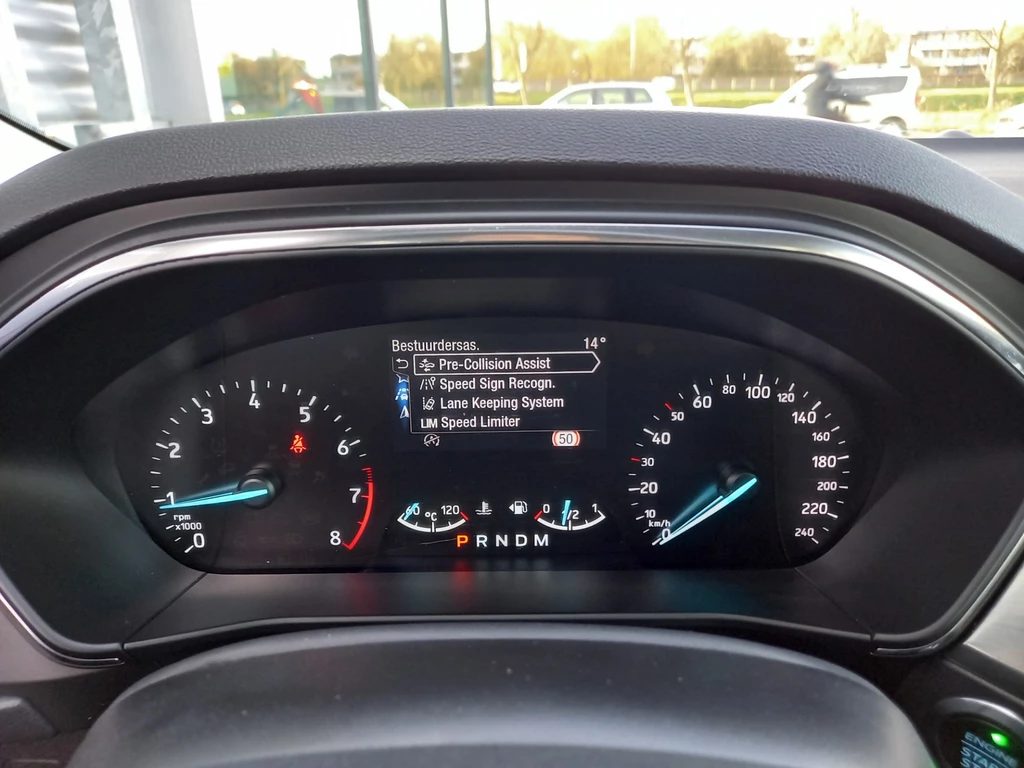 Bestuurdersas. 14°
Pre-Collision Assist
Speed Sign Recogn.
Lane Keeping System
LIM Speed Limiter
50
0 1 2 3 4 5 6 7 8
rpm
x1000
60 °C 120
0 1/2 1
P R N D M
0 10 20 30 40 50 60 80 100 120 140 160 180 200 220 240
km/h
ENGINE
START